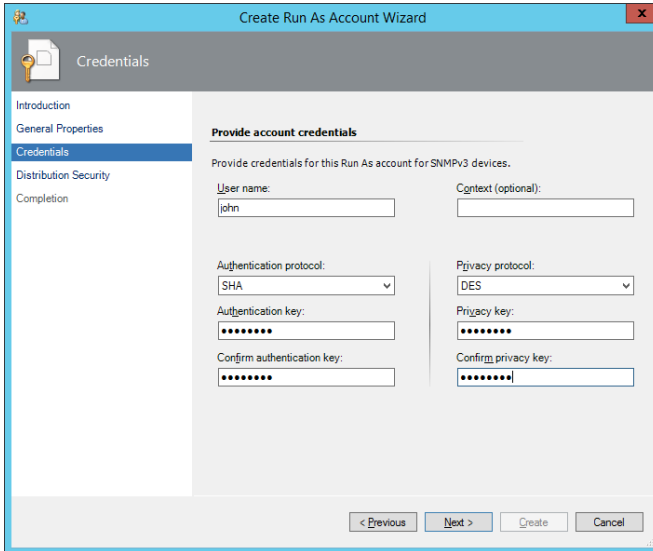 Create Run As Account Wizard
x
Credentials
Introduction
General Properties
Credentials
Distribution Security
Completion
Provide account credentials
Provide credentials for this Run As account for SNMPv3 devices.
User name:
Context (optional):
john
Authentication protocol:
Privacy protocol:
SHA
DES
Authentication key:
Privacy key:
●●●●●●●●
●●●●●●●●
Confirm authentication key:
Confirm privacy key:
●●●●●●●●
●●●●●●●●
< Previous
Next >
Create
Cancel